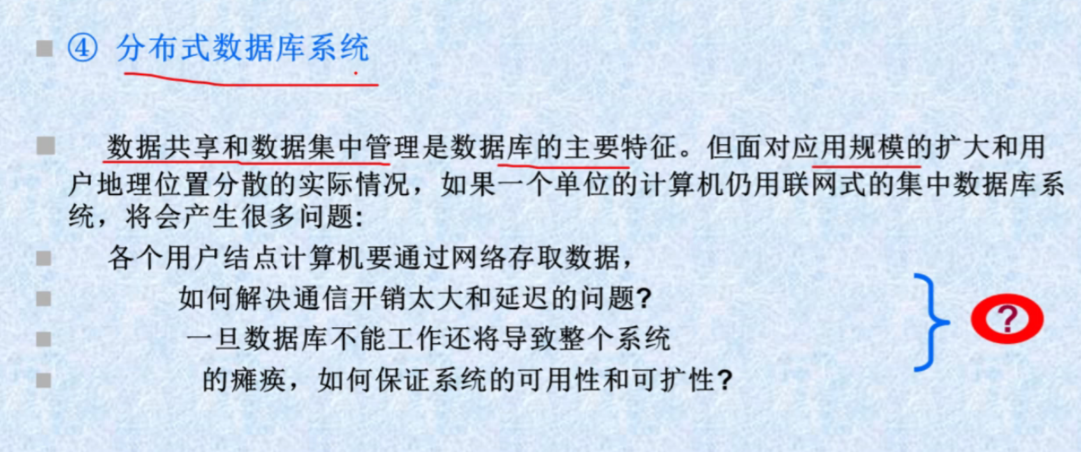 ④ 分布式数据库系统
数据共享和数据集中管理是数据库的主要特征。但面对应用规模的扩大和用
户地理位置分散的实际情况，如果一个单位的计算机仍用联网式的集中数据库系
统，将会产生很多问题:
各个用户结点计算机要通过网络存取数据，
如何解决通信开销太大和延迟的问题?
一旦数据库不能工作还将导致整个系统
的瘫痪，如何保证系统的可用性和可扩性?
?